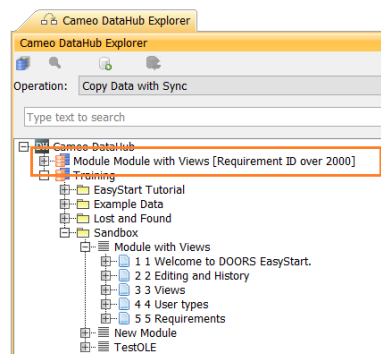 Cameo DataHub Explorer
Cameo DataHub Explorer
Operation: Copy Data with Sync
Type text to search
DH Cameo DataHub
Module Module with Views [Requirement ID over 2000]
Training
EasyStart Tutorial
Example Data
Lost and Found
Sandbox
Module with Views
1 1 Welcome to DOORS EasyStart.
2 2 Editing and History
3 3 Views
4 4 User types
5 5 Requirements
New Module
TestOLE